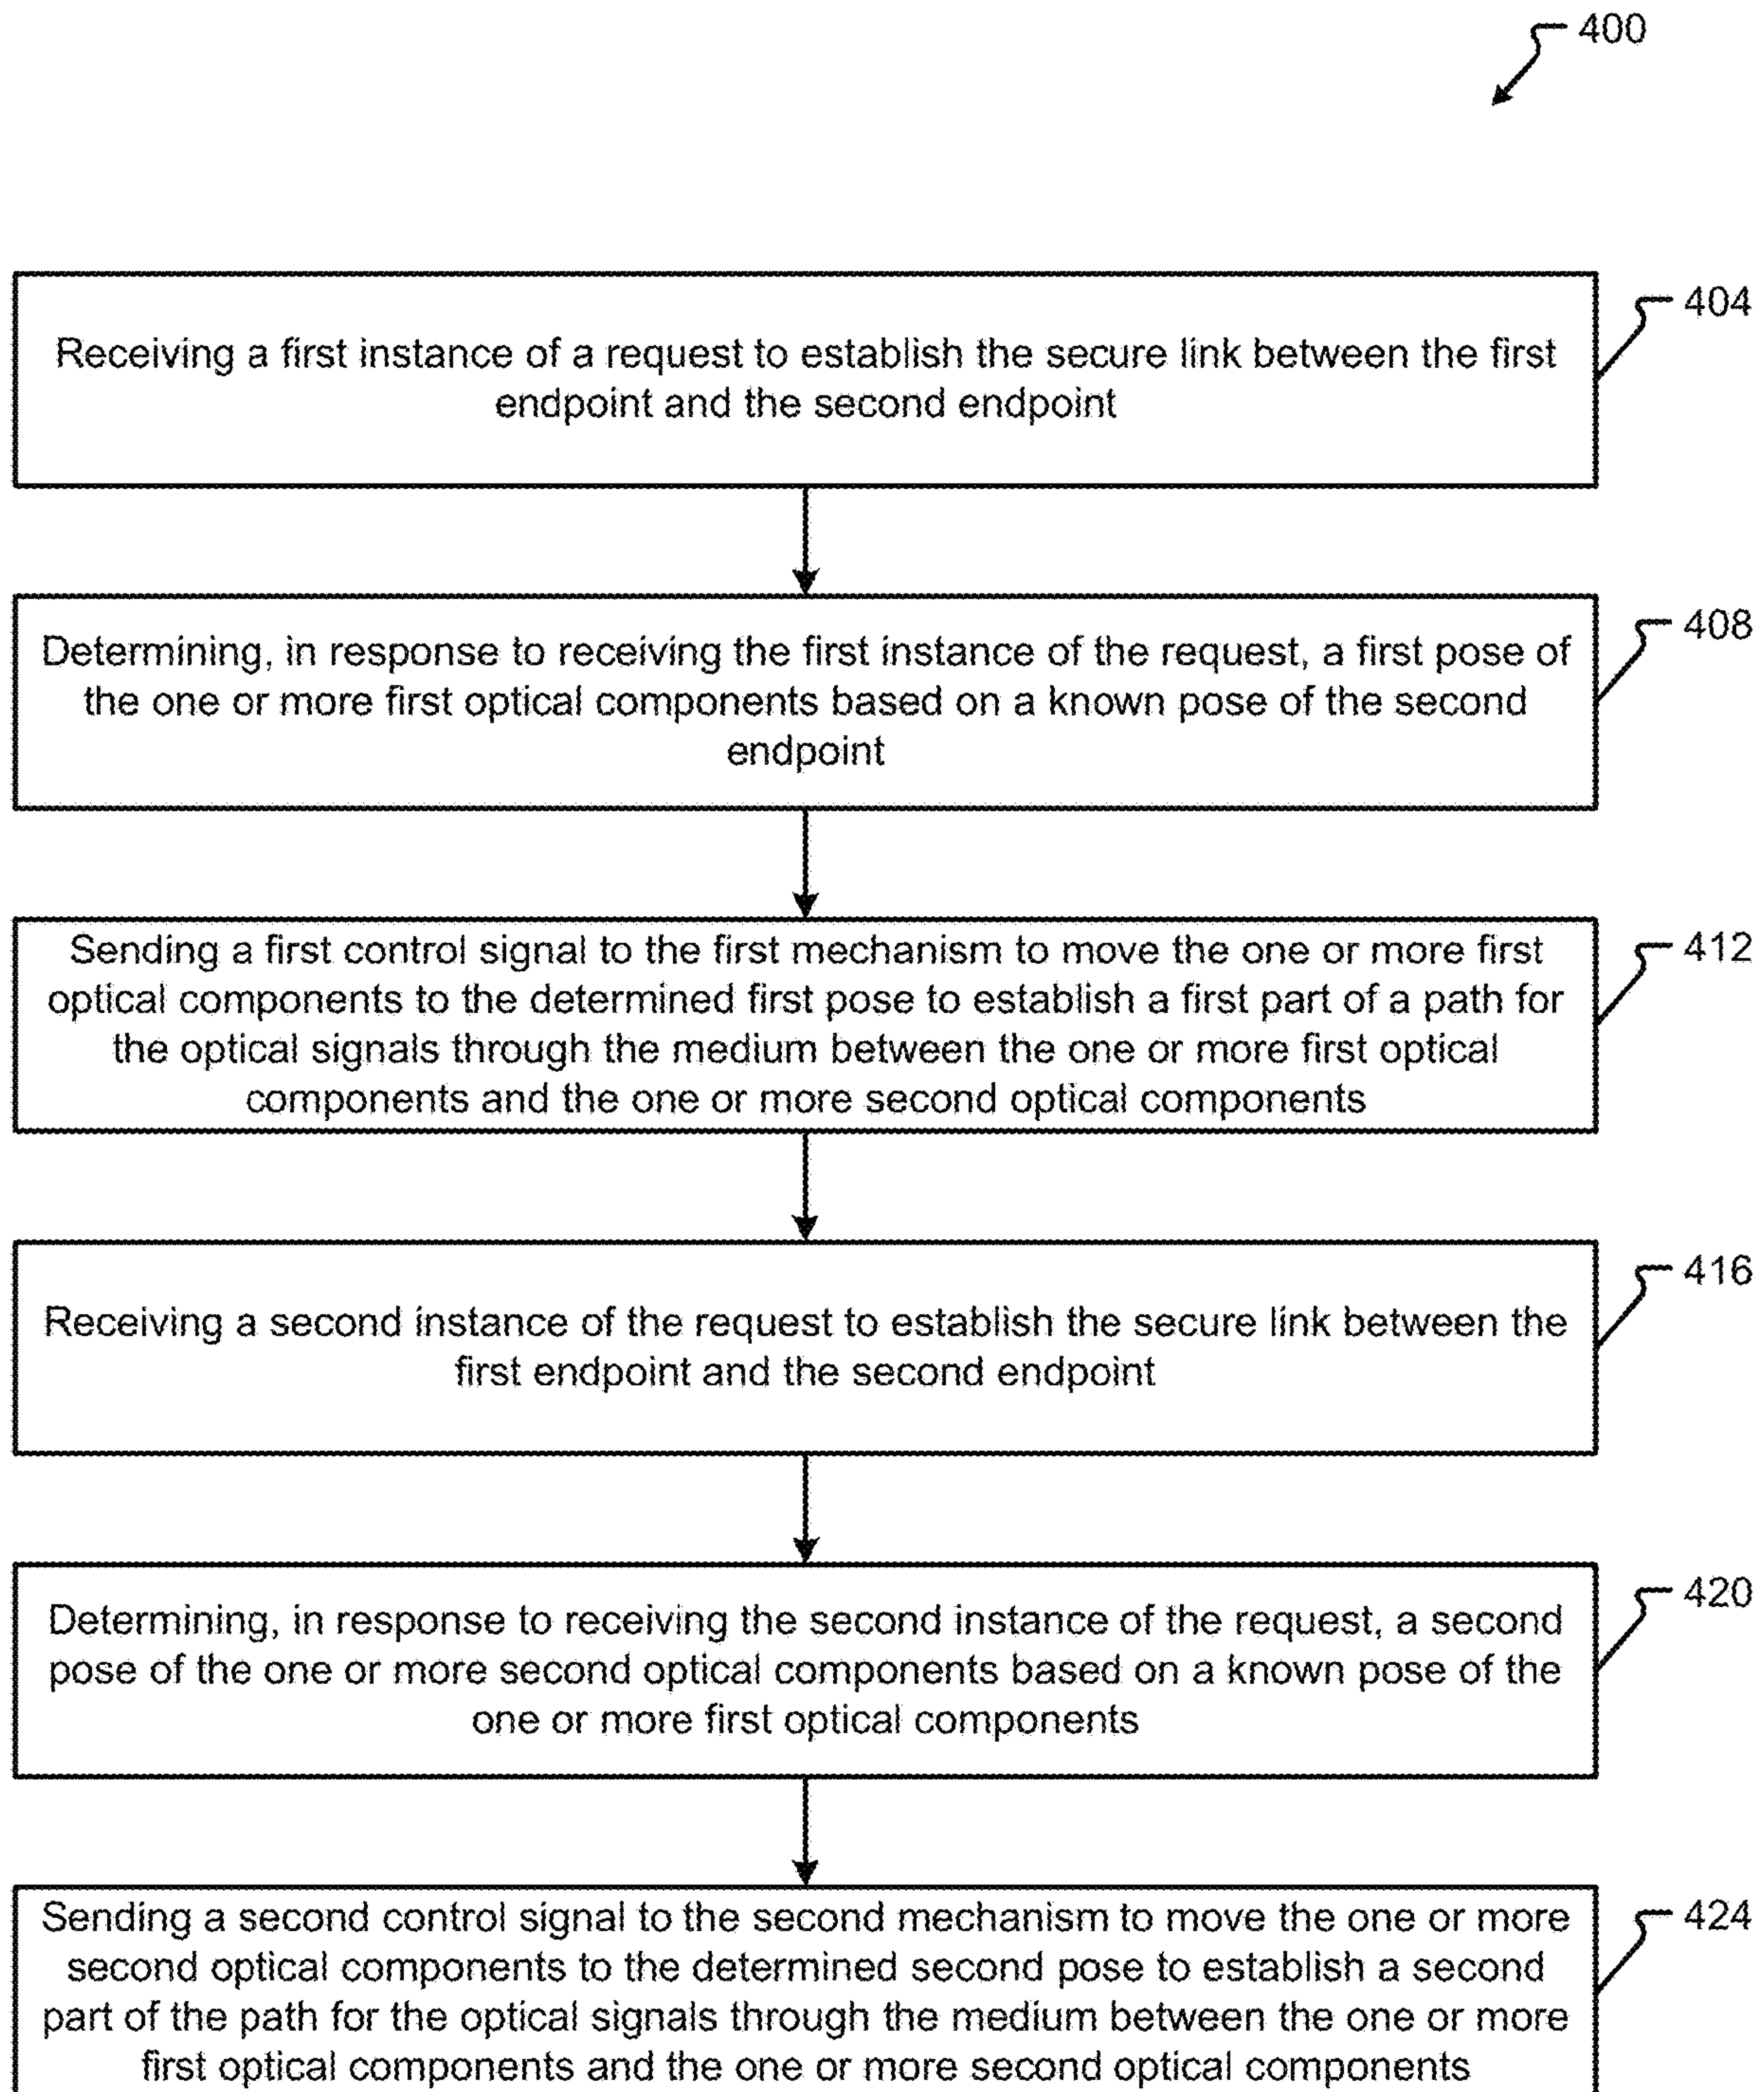 400
Receiving a first instance of a request to establish the secure link between the first
endpoint and the second endpoint
404
Determining, in response to receiving the first instance of the request, a first pose of
the one or more first optical components based on a known pose of the second
endpoint
408
Sending a first control signal to the first mechanism to move the one or more first
optical components to the determined first pose to establish a first part of a path for
the optical signals through the medium between the one or more first optical
components and the one or more second optical components
412
Receiving a second instance of the request to establish the secure link between the
first endpoint and the second endpoint
416
Determining, in response to receiving the second instance of the request, a second
pose of the one or more second optical components based on a known pose of the
one or more first optical components
420
Sending a second control signal to the second mechanism to move the one or more
second optical components to the determined second pose to establish a second
part of the path for the optical signals through the medium between the one or more
first optical components and the one or more second optical components
424